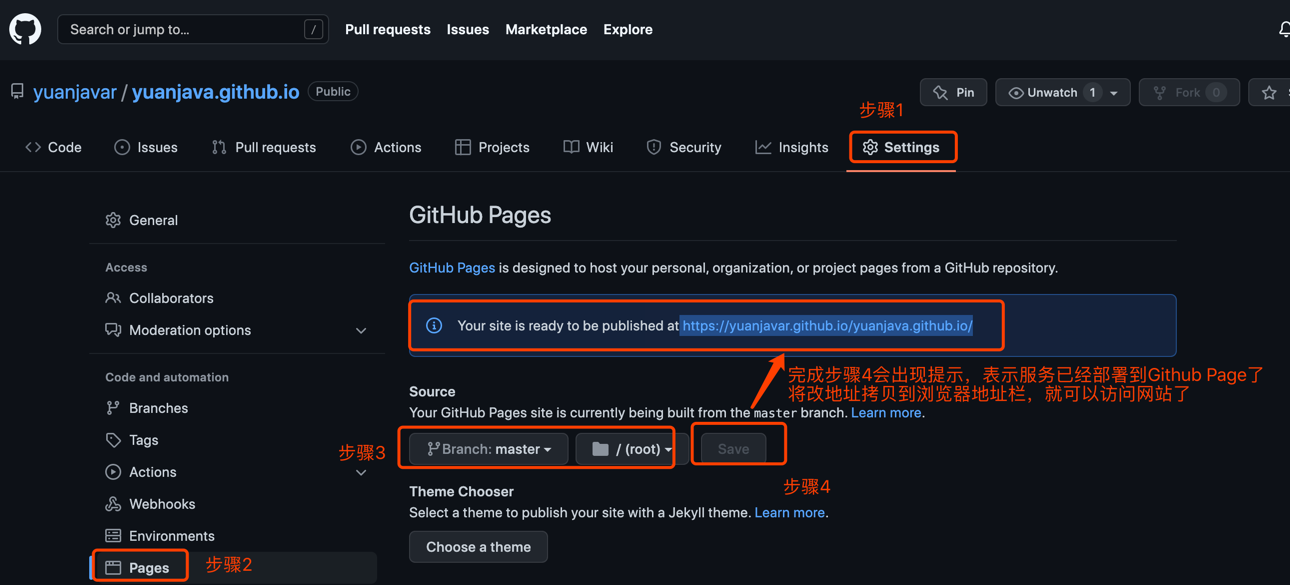 Search or jump to... /
Pull requests Issues Marketplace Explore
yuanjavar / yuanjava.github.io Public
Pin Unwatch 1 Fork 0
步骤1
Code Issues Pull requests Actions Projects Wiki Security Insights Settings
General
Access
Collaborators
Moderation options
Code and automation
Branches
Tags
Actions
Webhooks
Environments
Pages
步骤2
GitHub Pages
GitHub Pages is designed to host your personal, organization, or project pages from a GitHub repository.
Your site is ready to be published at https://yuanjavar.github.io/yuanjava.github.io/
完成步骤4会出现提示，表示服务已经部署到Github Page了
将改地址拷贝到浏览器地址栏，就可以访问网站了
Source
Your GitHub Pages site is currently being built from the master branch. Learn more.
步骤3
Branch: master / (root) Save
步骤4
Theme Chooser
Select a theme to publish your site with a Jekyll theme. Learn more.
Choose a theme